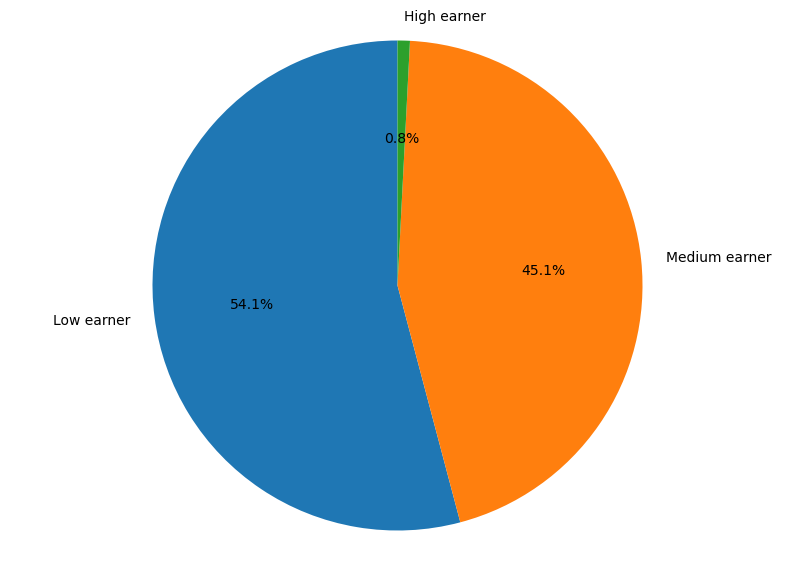 High earner
0.8%
Medium earner
45.1%
54.1%
Low earner